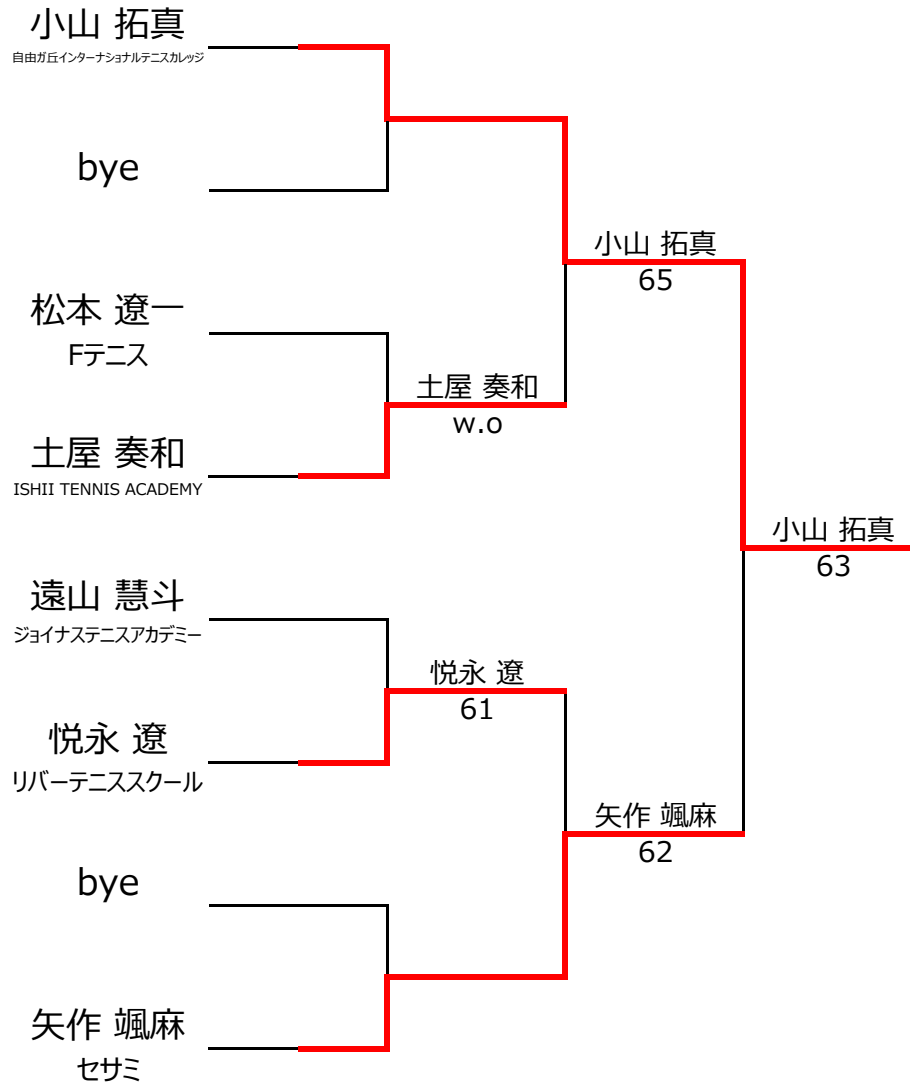 小山 拓真
自由ガ丘インターナショナルテニスカレッジ
bye
小山 拓真
65
松本 遼一
Fテニス
土屋 奏和
w.o
土屋 奏和
ISHII TENNIS ACADEMY
小山 拓真
63
遠山 慧斗
ジョイナステニスアカデミー
悦永 遼
61
悦永 遼
リバーテニススクール
矢作 颯麻
62
bye
矢作 颯麻
セサミ